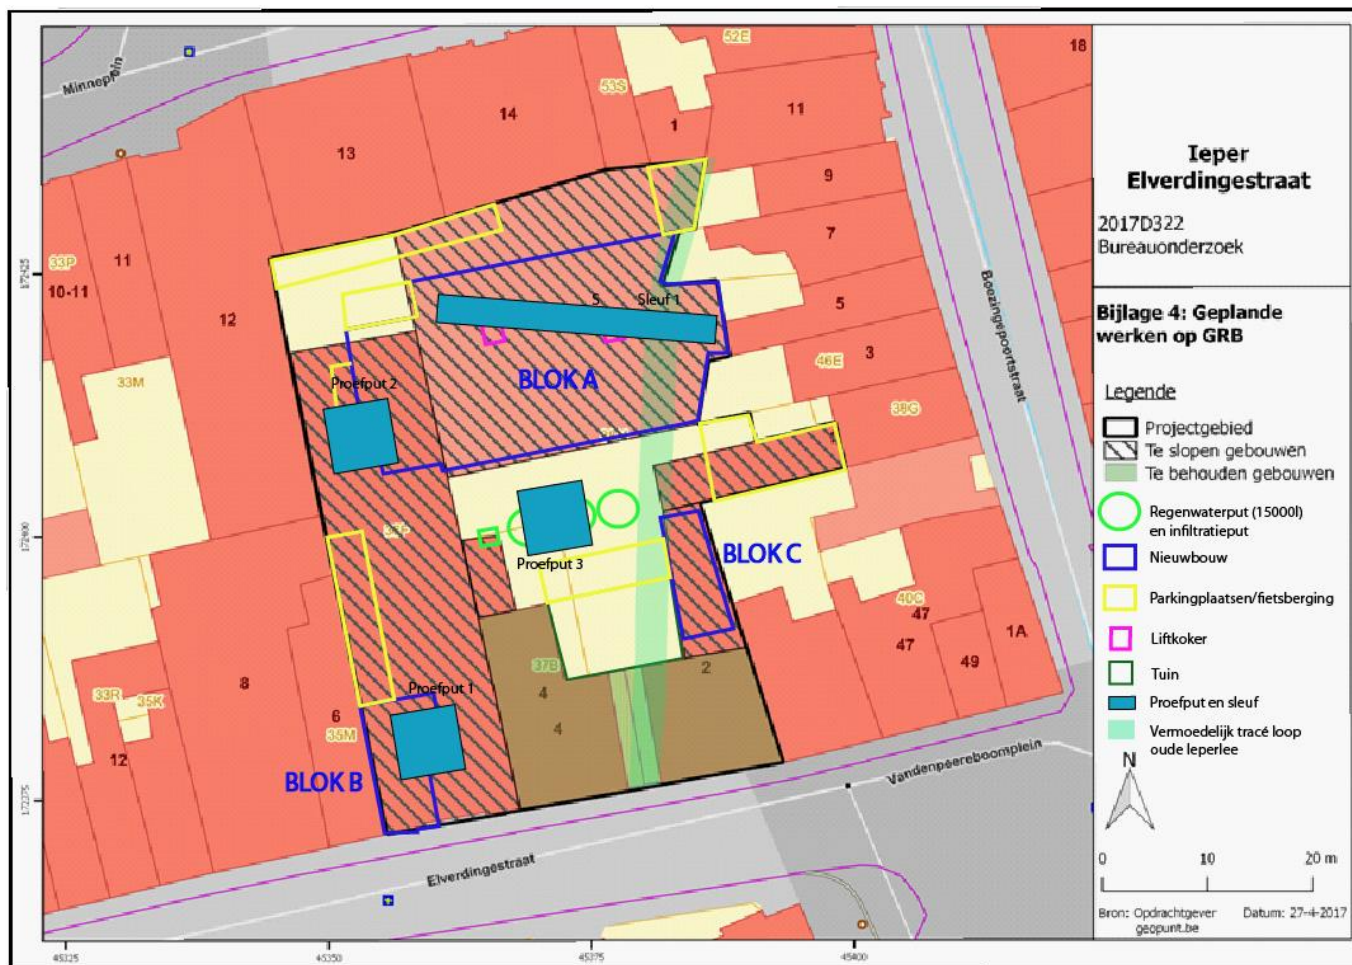 Minneplein
52E
18
53S
14
11
13
1
9
33P
10-11
11
12
7
5
3
5
Sleuf 1
46E
33M
Proefput 2
BLOK A
38G
Boezingepoortstraat
BLOK C
Proefput 3
40C
47
47
49
1A
37B
2
4
4
33R
35K
12
8
6
35M
Proefput 1
BLOK B
Elverdingestraat
Vandenpeereboomplein
172425
172400
172375
45325
45350
45375
45400
Ieper
Elverdingestraat
2017D322
Bureauonderzoek
Bijlage 4: Geplande
werken op GRB
Legende
Projectgebied
Te slopen gebouwen
Te behouden gebouwen
Regenwaterput (15000l)
en infiltratieput
Nieuwbouw
Parkingplaatsen/fietsberging
Liftkoker
Tuin
Proefput en sleuf
Vermoedelijk tracé loop
oude Ieperlee
N
0 10 20 m
Bron: Opdrachtgever Datum: 27-4-2017
geopunt.be